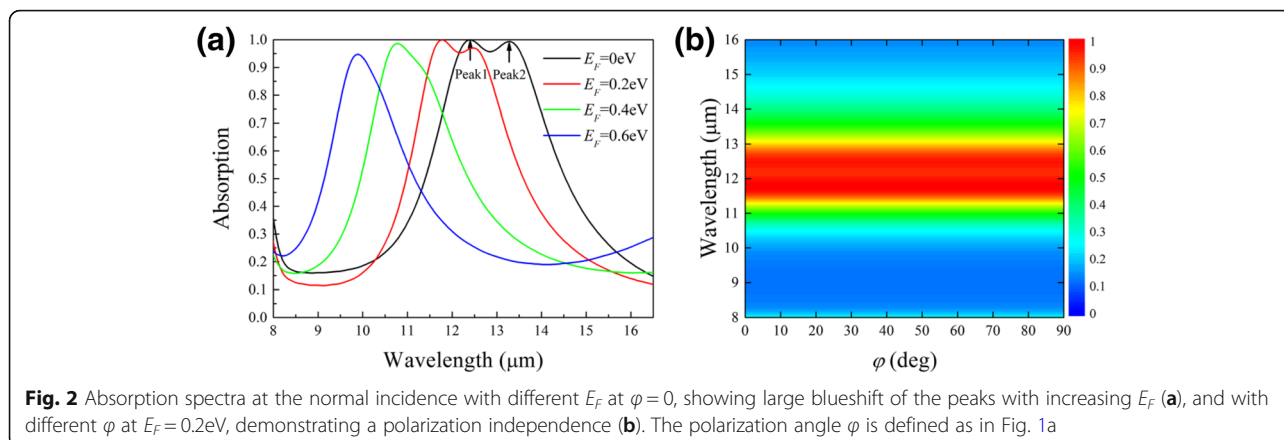 (a)
1.0
0.9
0.8
0.7
0.6
0.5
0.4
0.3
0.2
0.1
0.0
Absorption
Peak1 Peak2
E_F=0eV
E_F=0.2eV
E_F=0.4eV
E_F=0.6eV
8 9 10 11 12 13 14 15 16
Wavelength (μm)
(b)
16
15
14
13
12
11
10
9
8
Wavelength (μm)
0 10 20 30 40 50 60 70 80 90
φ (deg)
1
0.9
0.8
0.7
0.6
0.5
0.4
0.3
0.2
0.1
0
Fig. 2 Absorption spectra at the normal incidence with different E_F at φ = 0, showing large blueshift of the peaks with increasing E_F (a), and with
different φ at E_F = 0.2eV, demonstrating a polarization independence (b). The polarization angle φ is defined as in Fig. 1a